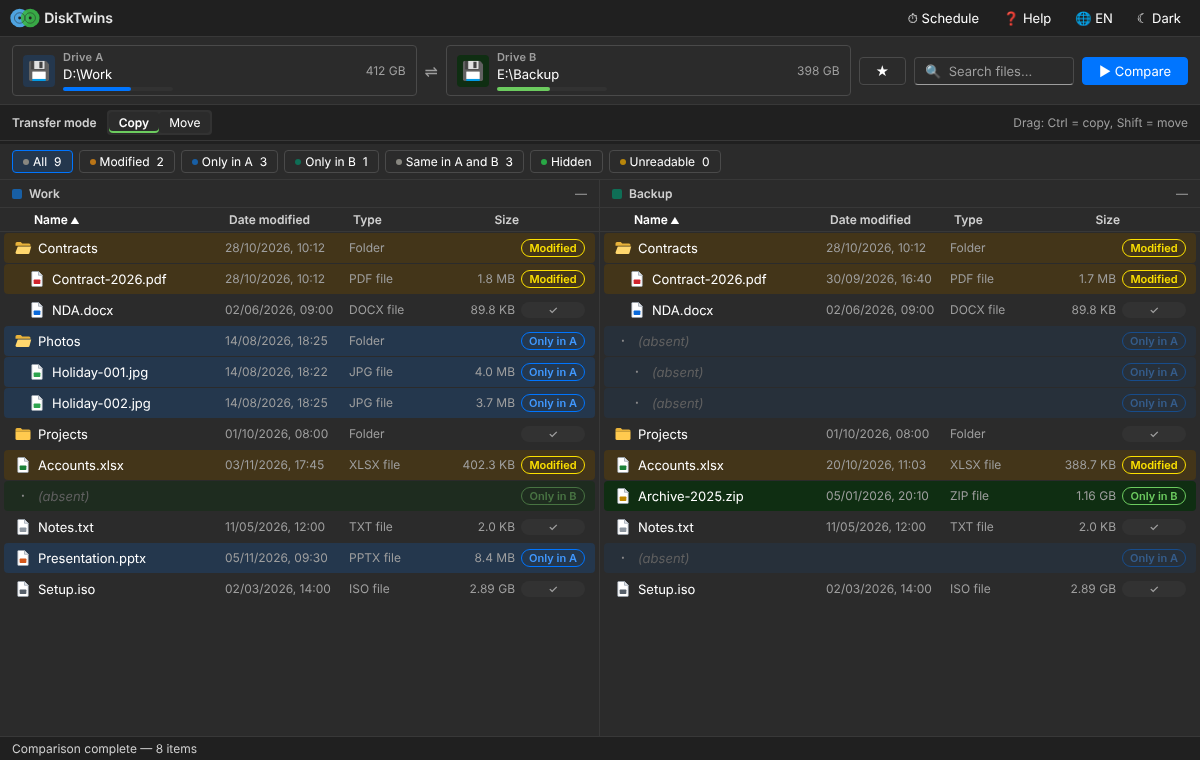 DiskTwins
Schedule
Help
EN
Dark
Drive A
D:\Work
412 GB
Drive B
E:\Backup
398 GB
Search files...
Compare
Transfer mode
Copy
Move
Drag: Ctrl = copy, Shift = move
All 9
Modified 2
Only in A 3
Only in B 1
Same in A and B 3
Hidden
Unreadable 0
Work
Name Date modified Type Size
Contracts 28/10/2026, 10:12 Folder Modified
Contract-2026.pdf 28/10/2026, 10:12 PDF file 1.8 MB Modified
NDA.docx 02/06/2026, 09:00 DOCX file 89.8 KB
Photos 14/08/2026, 18:25 Folder Only in A
Holiday-001.jpg 14/08/2026, 18:22 JPG file 4.0 MB Only in A
Holiday-002.jpg 14/08/2026, 18:25 JPG file 3.7 MB Only in A
Projects 01/10/2026, 08:00 Folder
Accounts.xlsx 03/11/2026, 17:45 XLSX file 402.3 KB Modified
(absent) Only in B
Notes.txt 11/05/2026, 12:00 TXT file 2.0 KB
Presentation.pptx 05/11/2026, 09:30 PPTX file 8.4 MB Only in A
Setup.iso 02/03/2026, 14:00 ISO file 2.89 GB
Backup
Name Date modified Type Size
Contracts 28/10/2026, 10:12 Folder Modified
Contract-2026.pdf 30/09/2026, 16:40 PDF file 1.7 MB Modified
NDA.docx 02/06/2026, 09:00 DOCX file 89.8 KB
(absent) Only in A
(absent) Only in A
(absent) Only in A
Projects 01/10/2026, 08:00 Folder
Accounts.xlsx 20/10/2026, 11:03 XLSX file 388.7 KB Modified
Archive-2025.zip 05/01/2026, 20:10 ZIP file 1.16 GB Only in B
Notes.txt 11/05/2026, 12:00 TXT file 2.0 KB
(absent) Only in A
Setup.iso 02/03/2026, 14:00 ISO file 2.89 GB
Comparison complete — 8 items